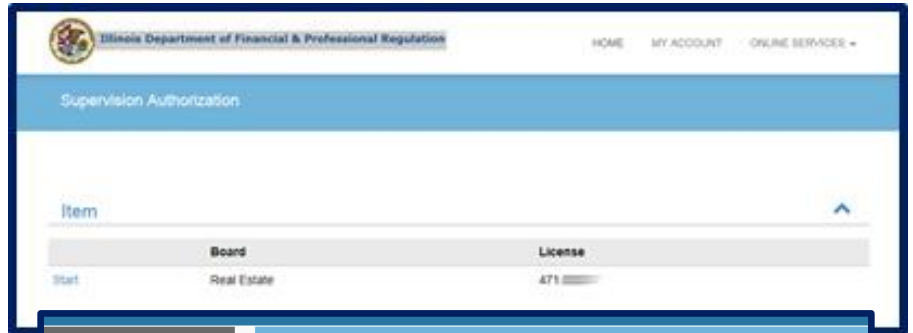 Illinois Department of Financial & Professional Regulation
HOME MY ACCOUNT ONLINE SERVICES
Supervision Authorization
Item
Board License
Start Real Estate 471.